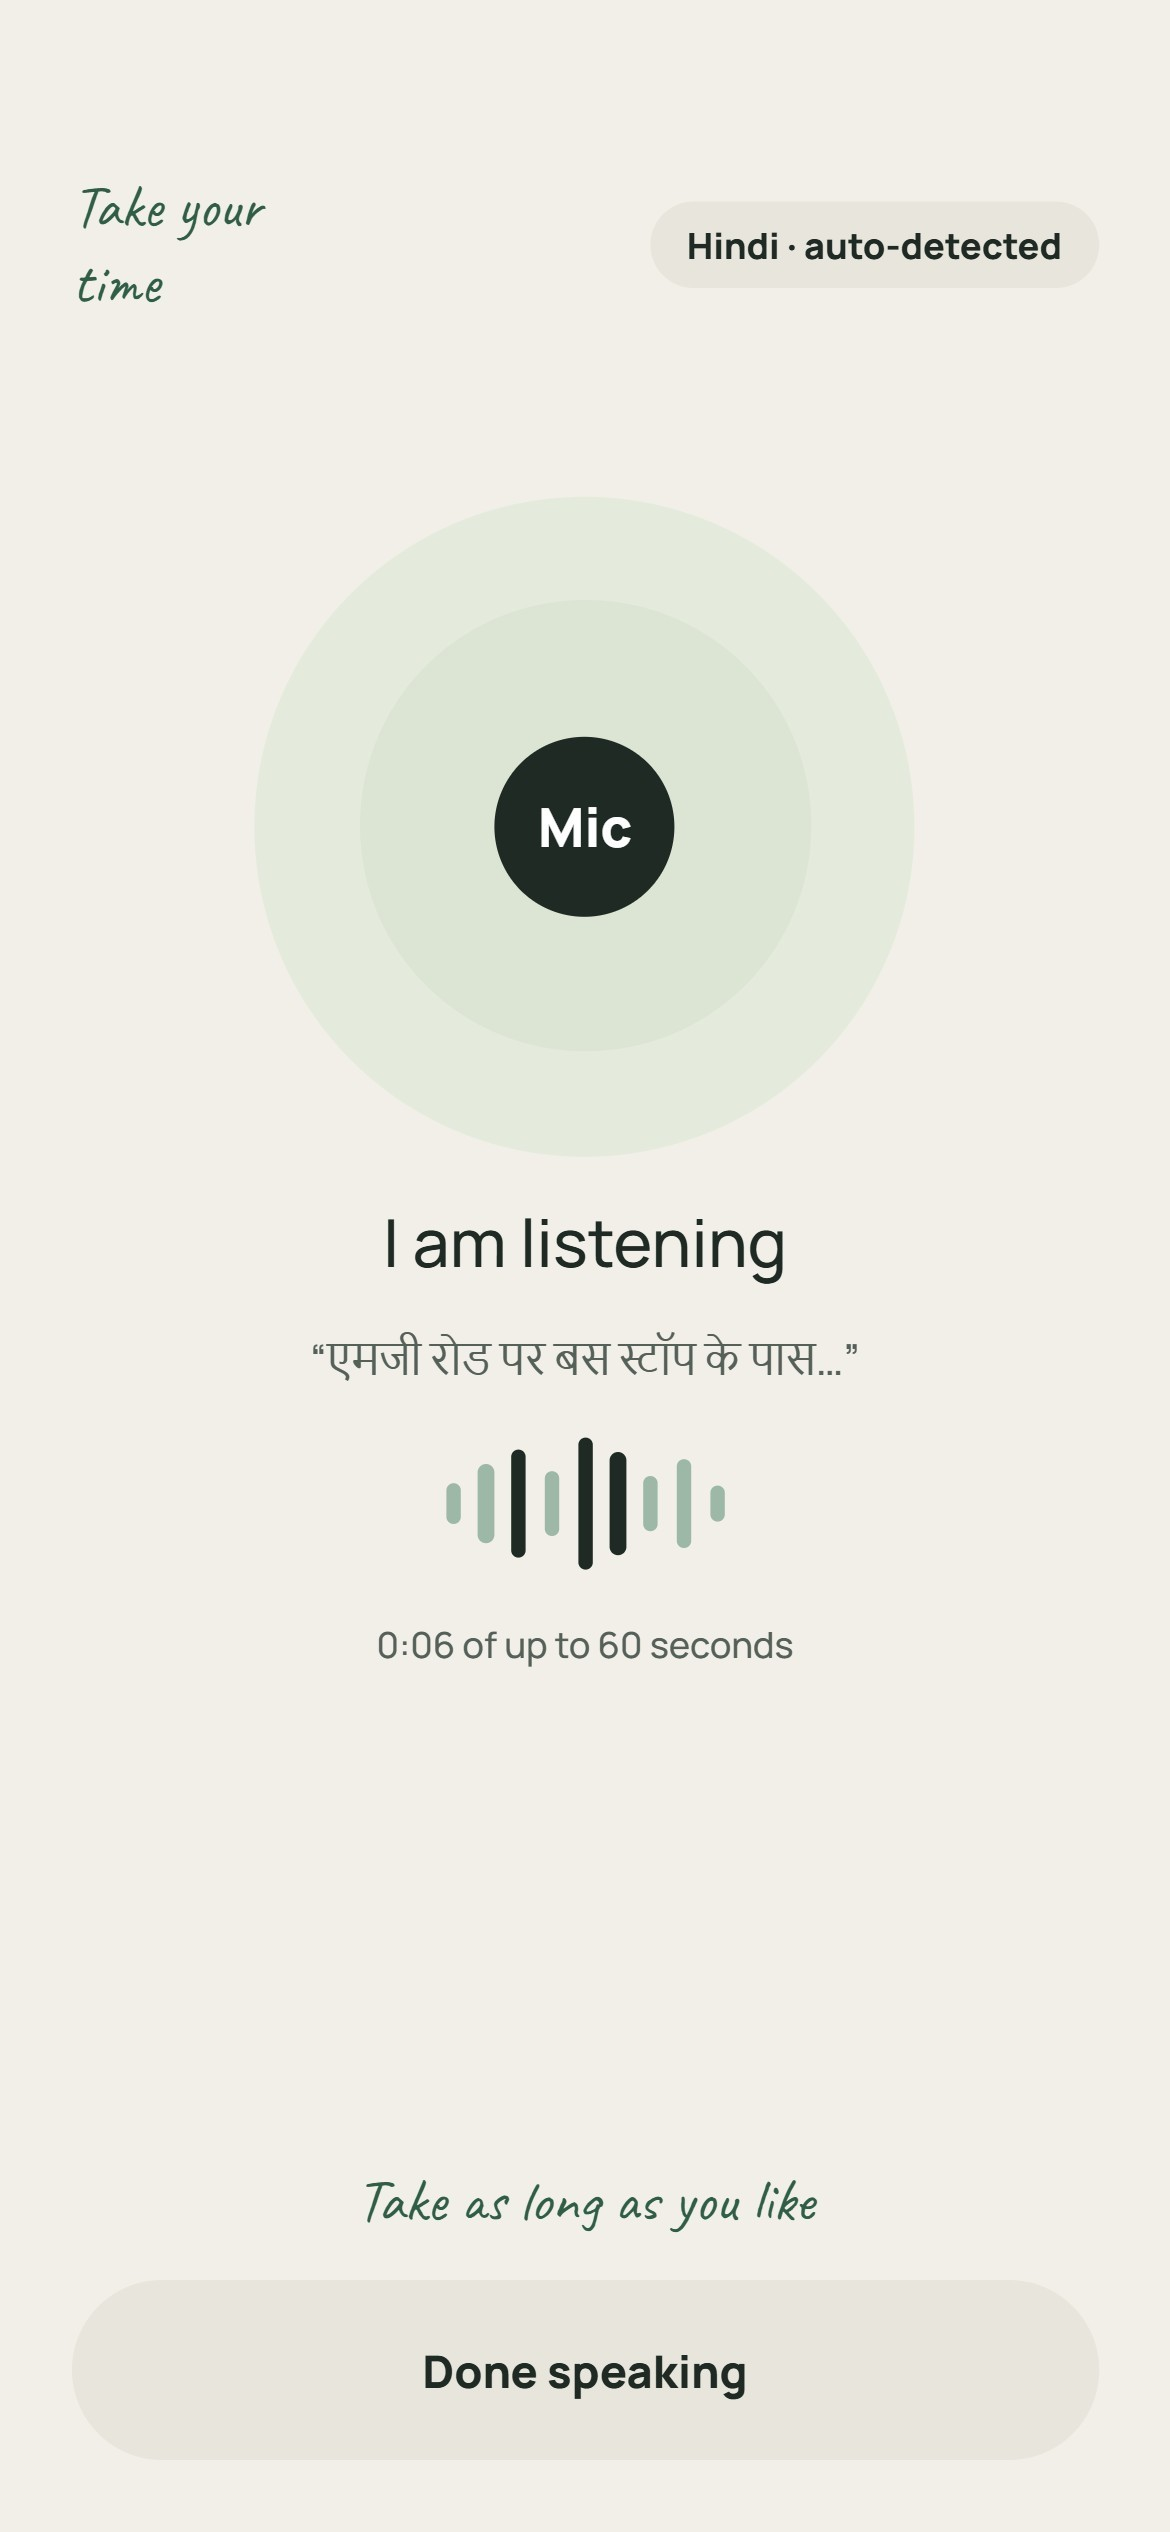 Take your
time
Hindi · auto-detected
Mic
I am listening
“एमजी रोड पर बस स्टॉप के पास…”
0:06 of up to 60 seconds
Take as long as you like
Done speaking